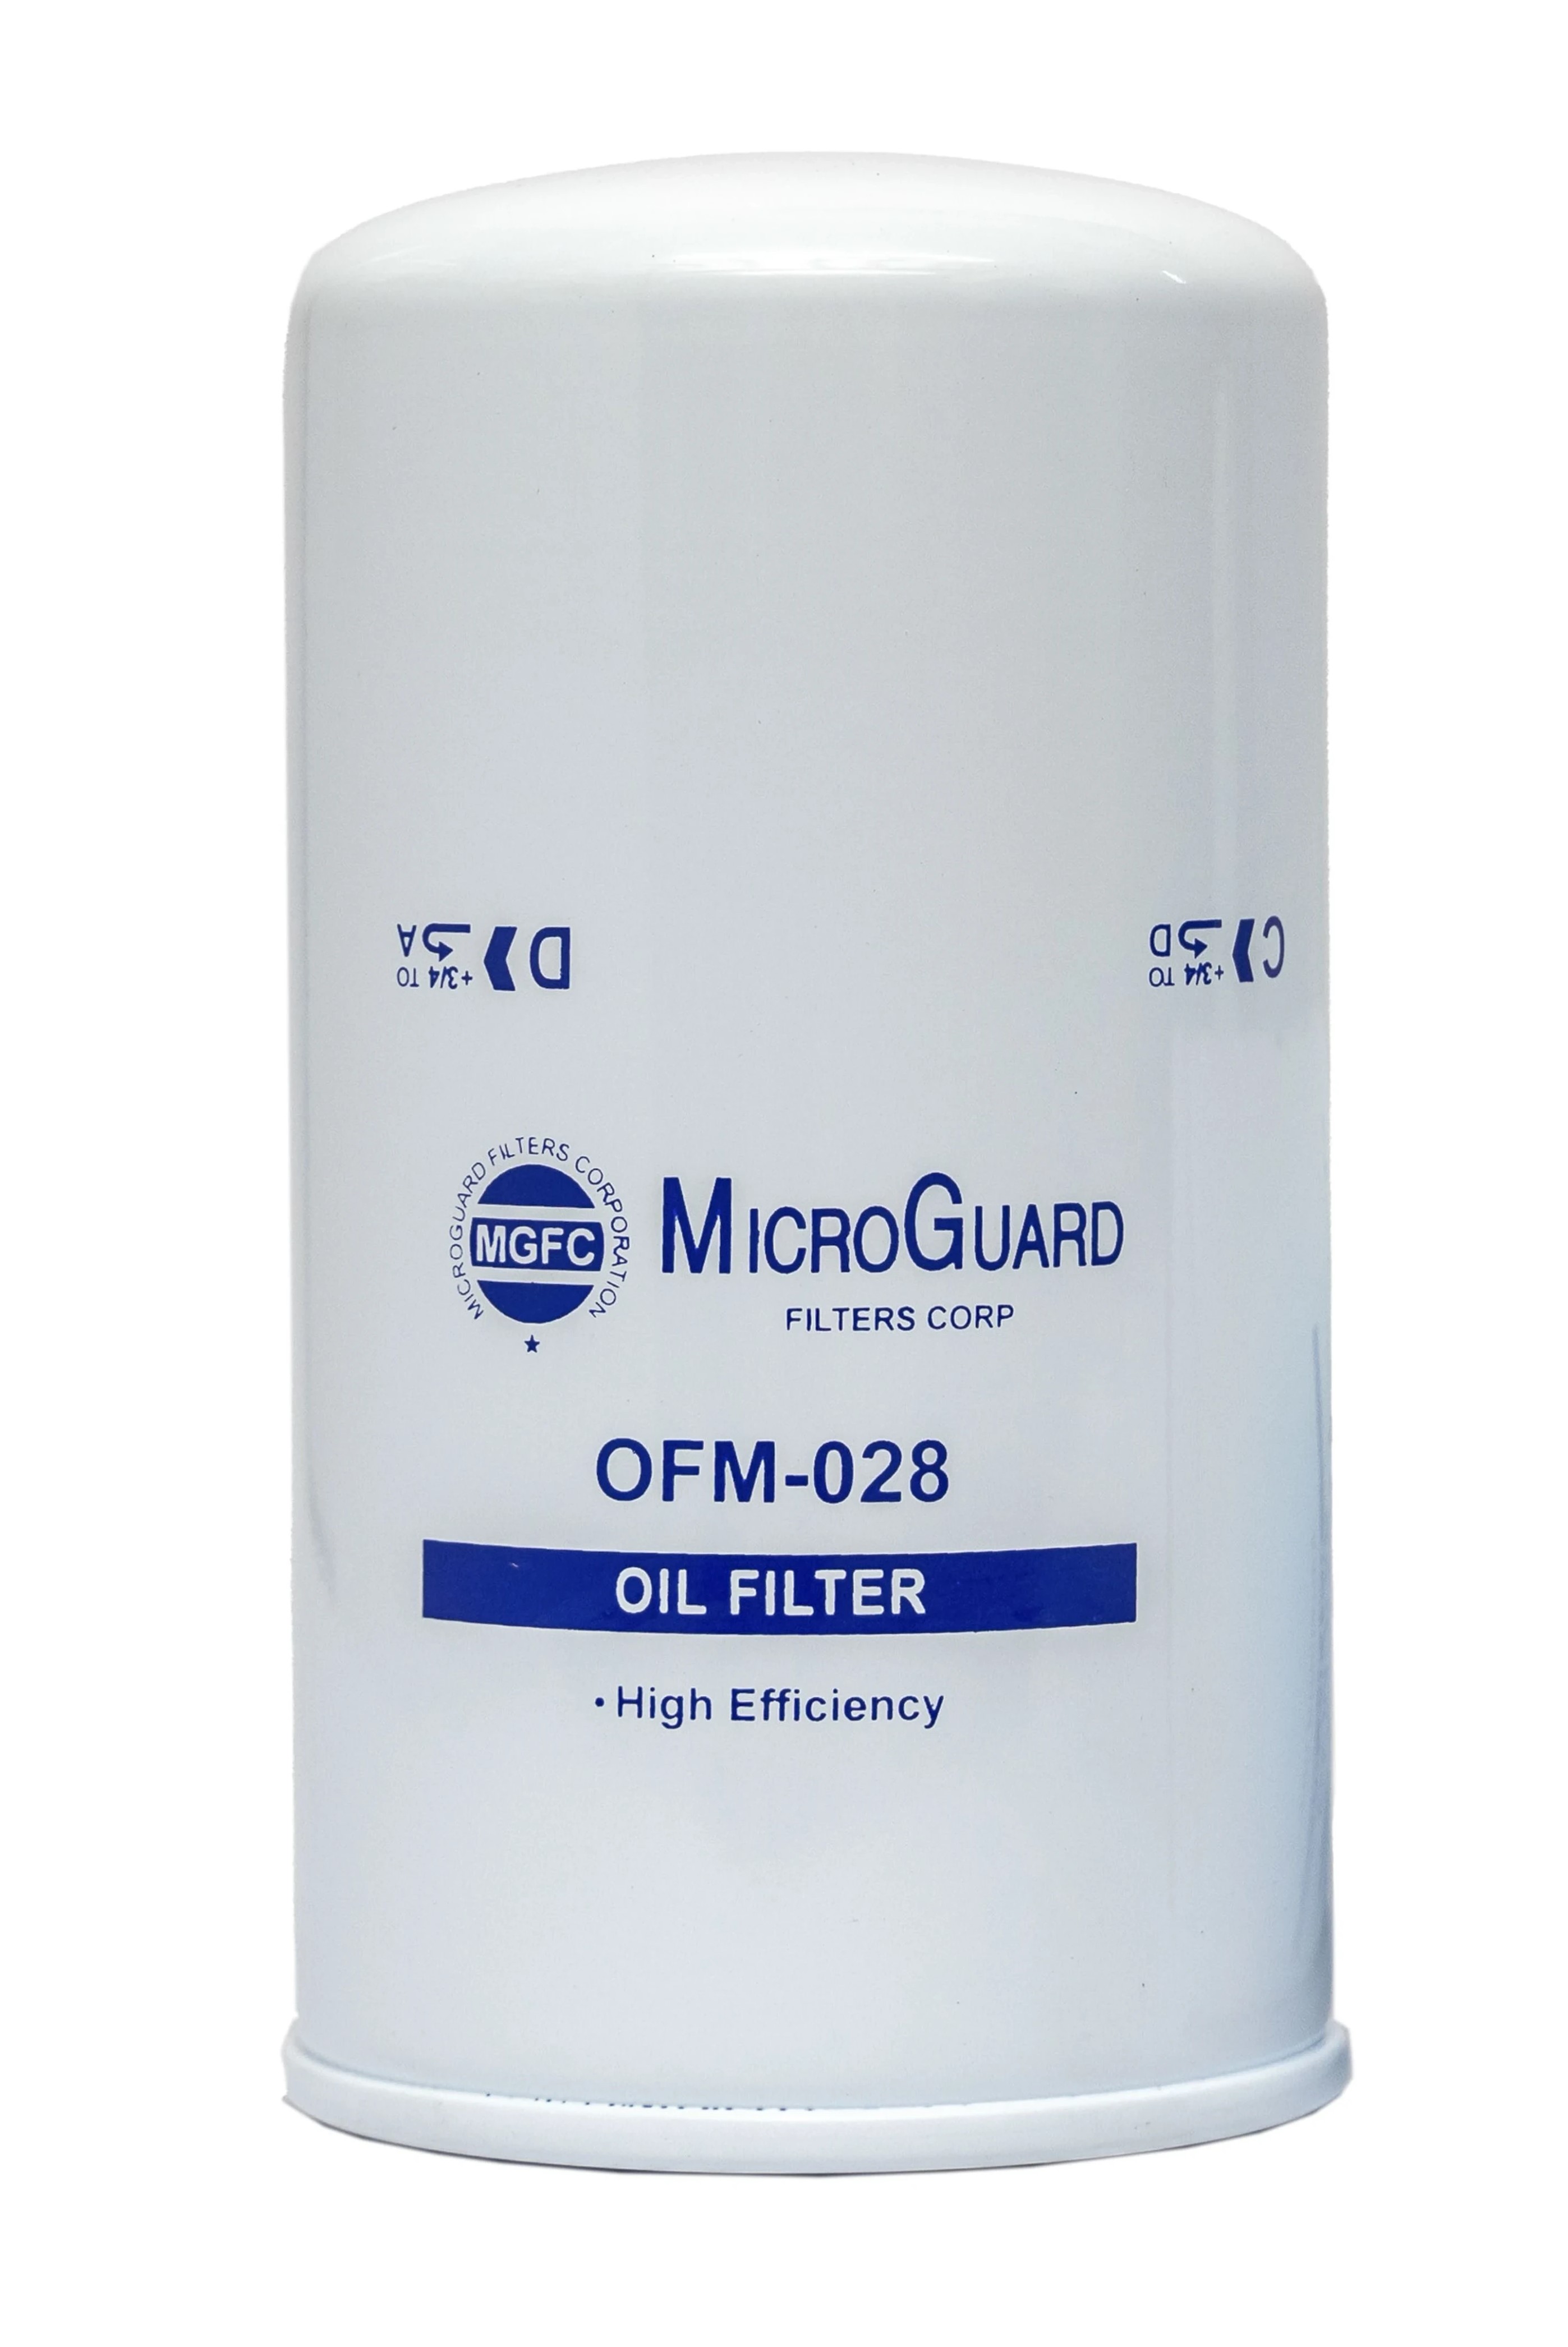 D +3/4 TO A
C +3/4 TO D
MICROGUARD FILTERS CORPORATION
MGFC
MICROGUARD
FILTERS CORP
OFM-028
OIL FILTER
• High Efficiency